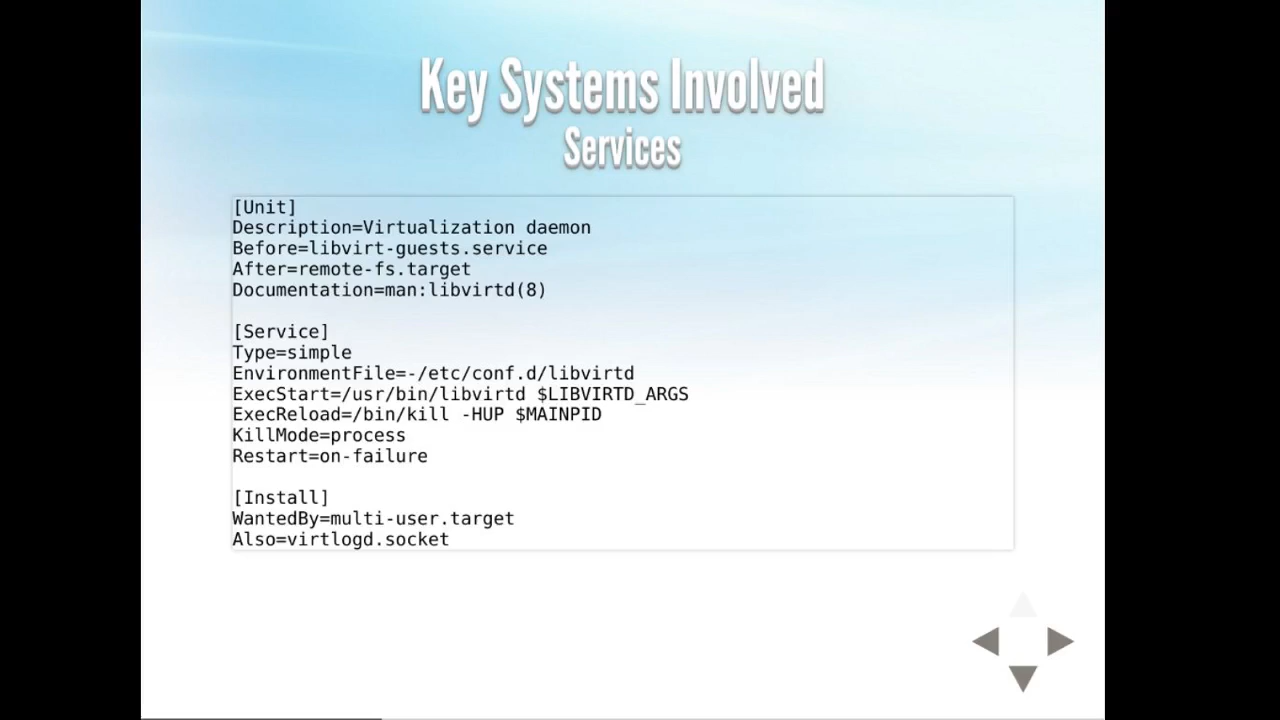 Key Systems Involved
Services
[Unit]
Description=Virtualization daemon
Before=libvirt-guests.service
After=remote-fs.target
Documentation=man:libvirtd(8)
[Service]
Type=simple
EnvironmentFile=-/etc/conf.d/libvirtd
ExecStart=/usr/bin/libvirtd $LIBVIRTD_ARGS
ExecReload=/bin/kill -HUP $MAINPID
KillMode=process
Restart=on-failure
[Install]
WantedBy=multi-user.target
Also=virtlogd.socket